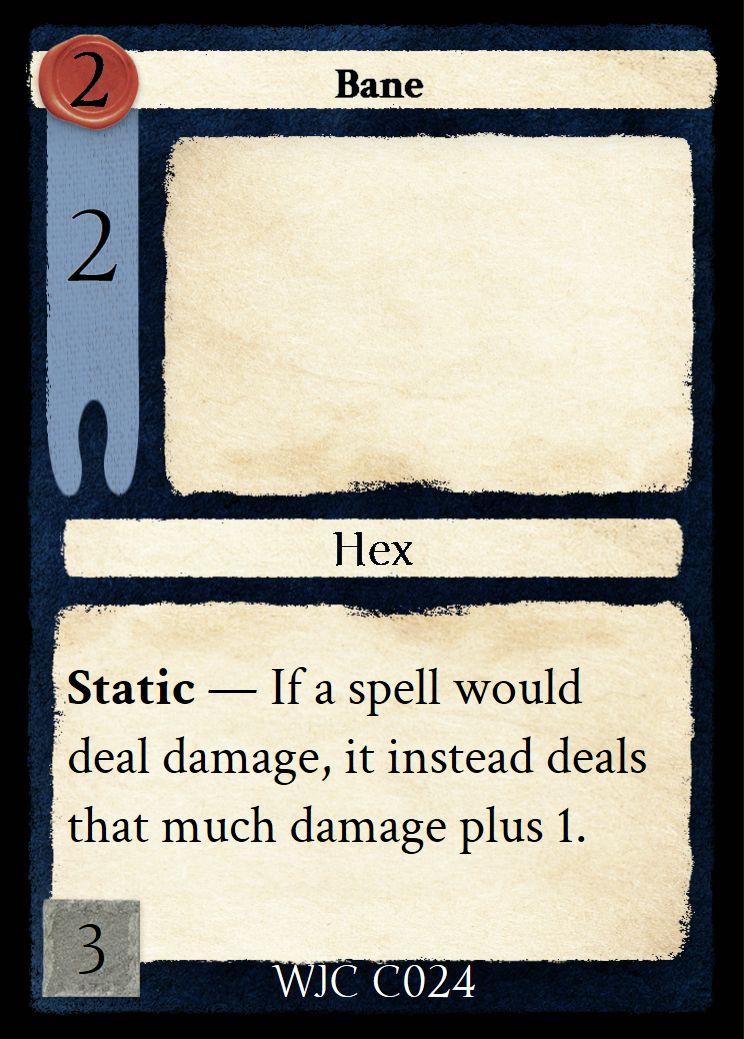 2
Bane
2
Hex
Static — If a spell would
deal damage, it instead deals
that much damage plus 1.
3
WJC C024